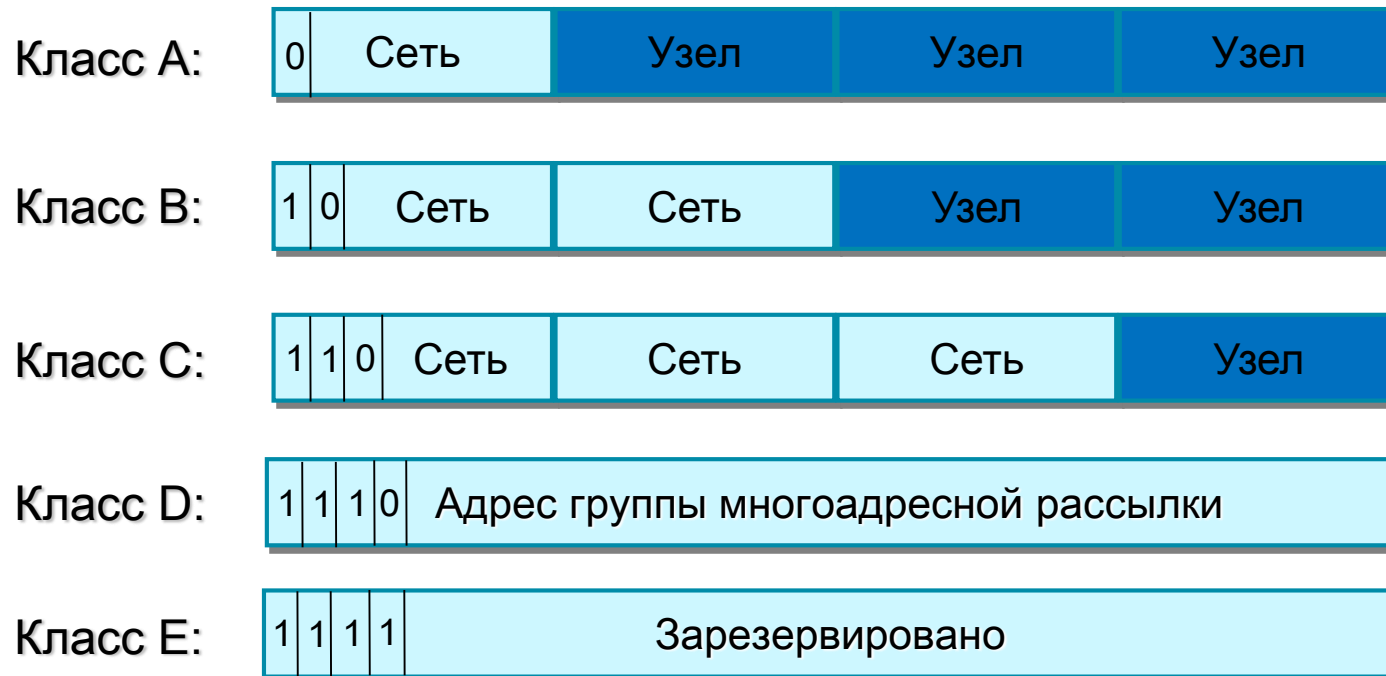 Класс A: 0 Сеть Узел Узел Узел
Класс B: 1 0 Сеть Сеть Узел Узел
Класс C: 1 1 0 Сеть Сеть Сеть Узел
Класс D: 1 1 1 0 Адрес группы многоадресной рассылки
Класс E: 1 1 1 1 Зарезервировано